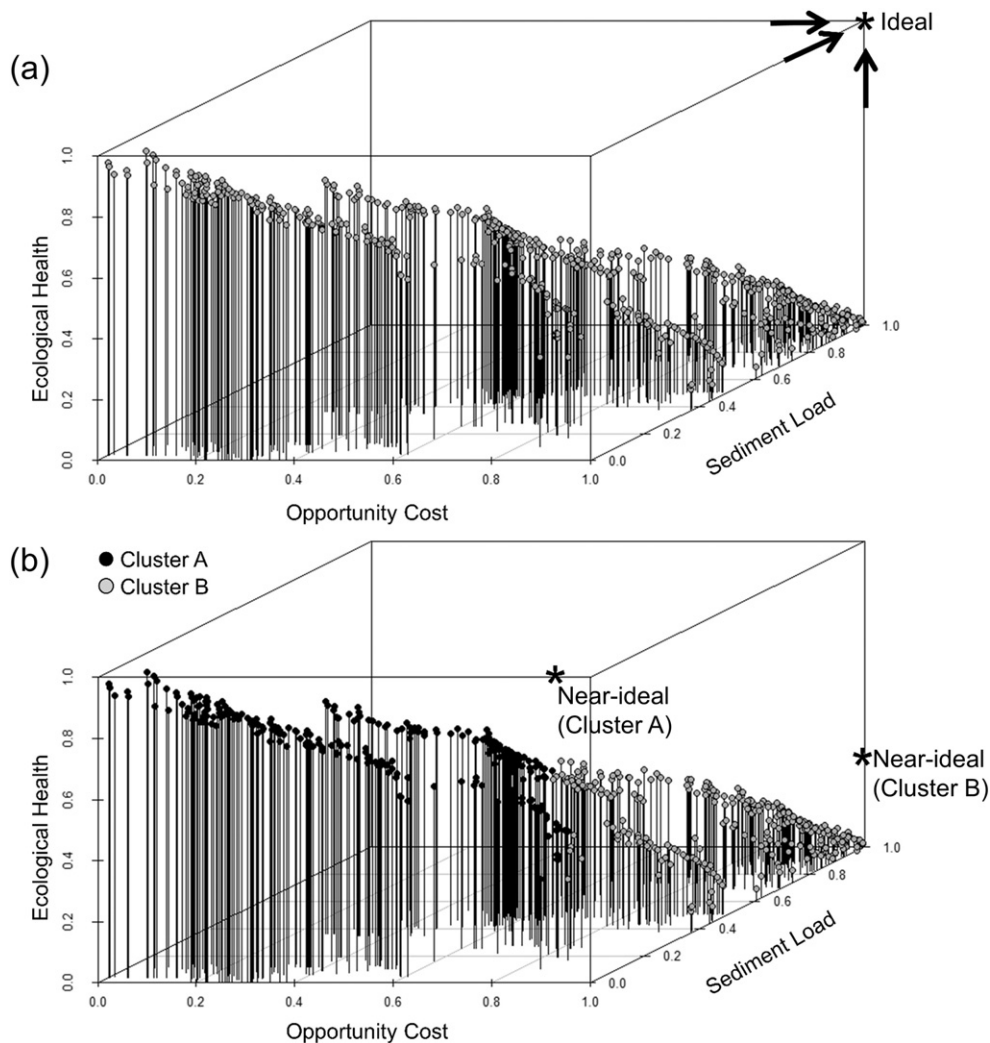 (a)
* Ideal
Ecological Health
1.0
0.8
0.6
0.4
0.2
0.0
0.0 0.2 0.4 0.6 0.8 1.0
Opportunity Cost
0.0
0.2
0.4
0.6
0.8
1.0
Sediment Load
(b)
Cluster A
Cluster B
* Near-ideal
(Cluster A)
* Near-ideal
(Cluster B)
Ecological Health
1.0
0.8
0.6
0.4
0.2
0.0
0.0 0.2 0.4 0.6 0.8 1.0
Opportunity Cost
0.0
0.2
0.4
0.6
0.8
1.0
Sediment Load